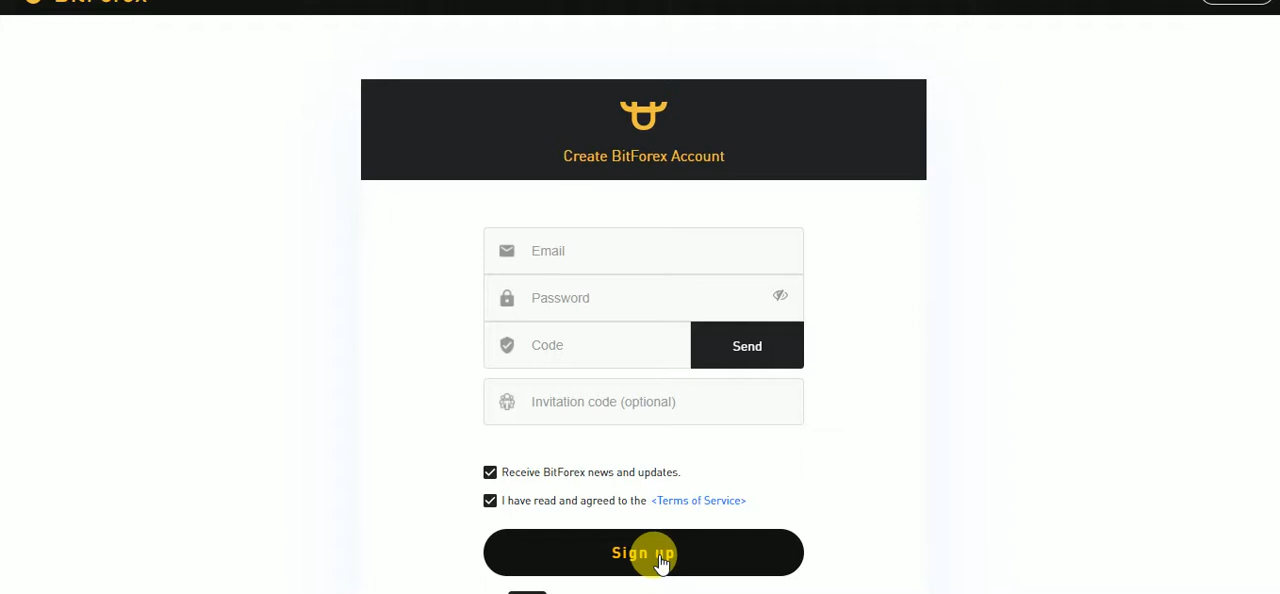 BitForex
Create BitForex Account
Email
Password
Code
Send
Invitation code (optional)
Receive BitForex news and updates.
I have read and agreed to the <Terms of Service>
Sign up